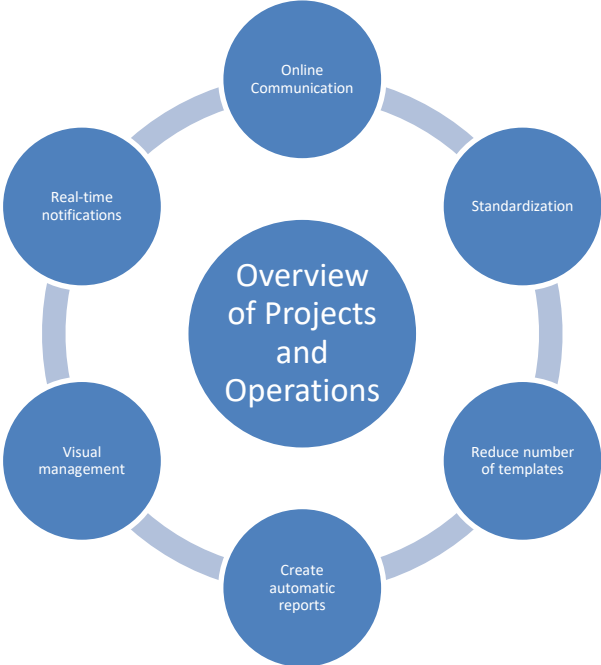 Online
Communication
Standardization
Reduce number
of templates
Create
automatic
reports
Visual
management
Real-time
notifications
Overview
of Projects
and
Operations